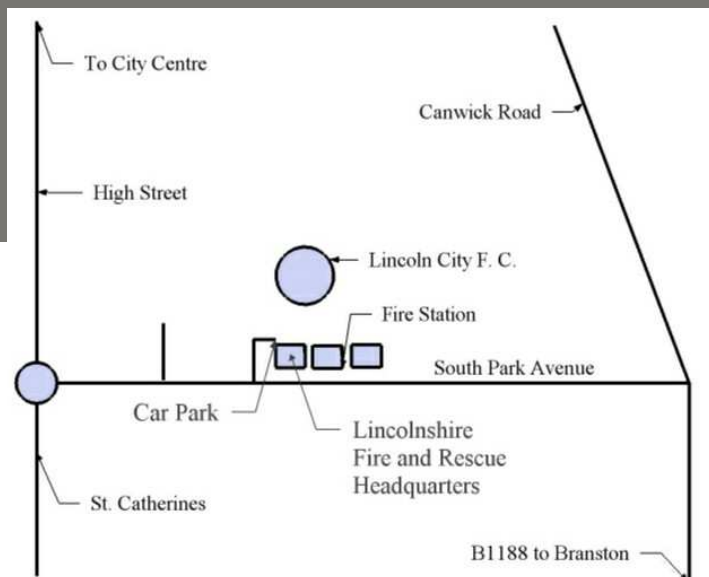 To City Centre
Canwick Road
High Street
Lincoln City F. C.
Fire Station
South Park Avenue
Car Park
Lincolnshire
Fire and Rescue
Headquarters
St. Catherines
B1188 to Branston